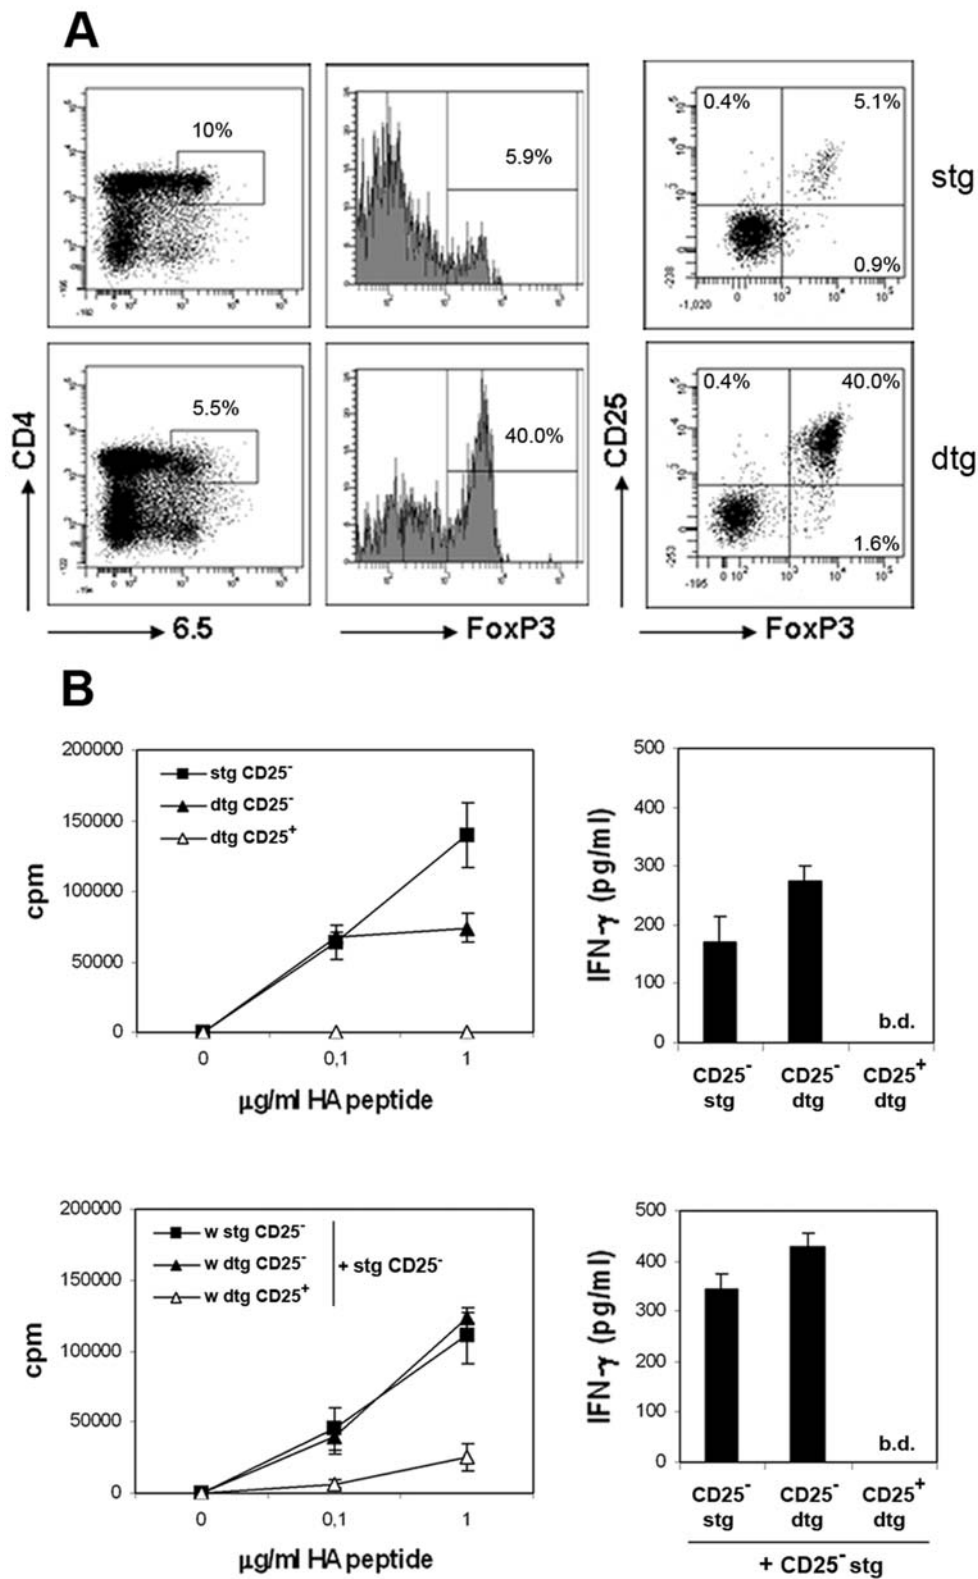 A
10%
5.9%
0.4% 5.1%
0.9%
stg
5.5%
40.0%
0.4% 40.0%
1.6%
dtg
CD4
CD25
6.5
FoxP3
FoxP3
-1,020
-195
B
200000
150000
100000
50000
0
cpm
stg CD25-
dtg CD25-
dtg CD25+
0 0,1 1
µg/ml HA peptide
500
400
300
200
100
0
IFN-γ (pg/ml)
b.d.
CD25- CD25- CD25+
stg dtg dtg
200000
150000
100000
50000
0
cpm
w stg CD25-
w dtg CD25-
w dtg CD25+
+ stg CD25-
0 0,1 1
µg/ml HA peptide
500
400
300
200
100
0
IFN-γ (pg/ml)
b.d.
CD25- CD25- CD25+
stg dtg dtg
+ CD25- stg